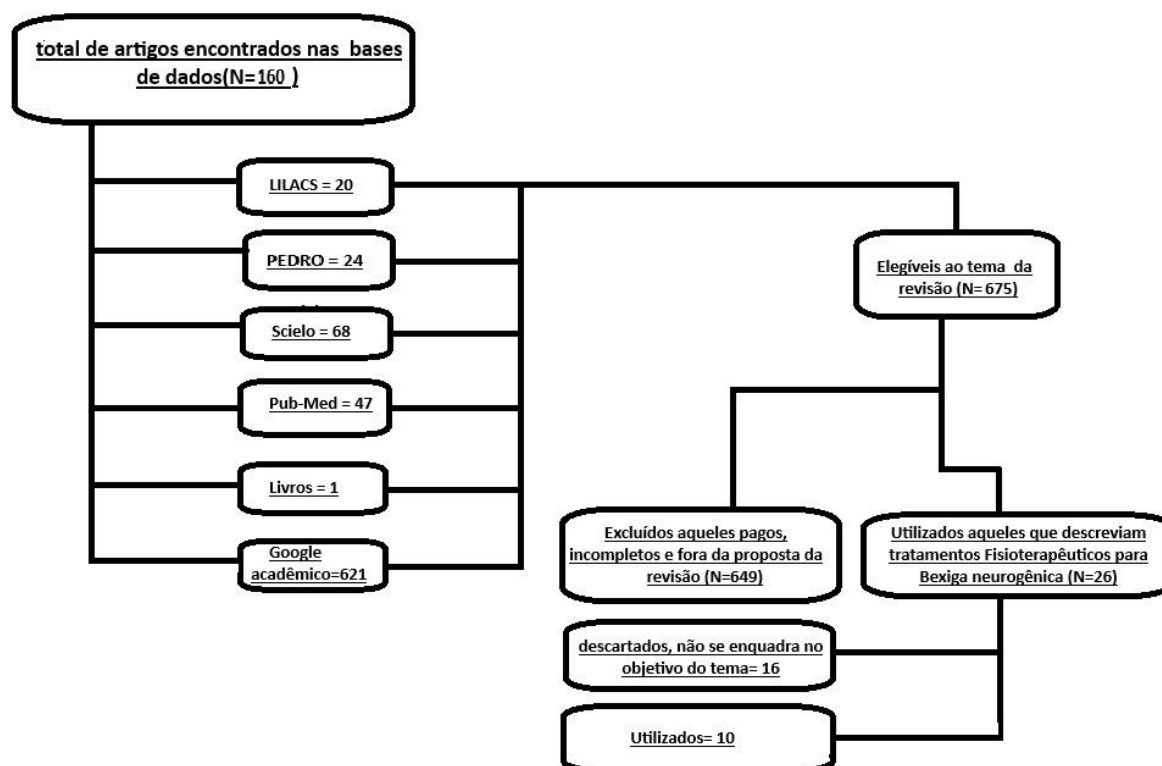 total de artigos encontrados nas bases
de dados(N=160 )
LILACS = 20
PEDRO = 24
Scielo = 68
Pub-Med = 47
Livros = 1
Google
acadêmico=621
Elegíveis ao tema da
revisão (N= 675)
Excluídos aqueles pagos,
incompletos e fora da proposta da
revisão (N=649)
Utilizados aqueles que descreviam
tratamentos Fisioterapêuticos para
Bexiga neurogênica (N=26)
descartados, não se enquadra no
objetivo do tema= 16
Utilizados= 10